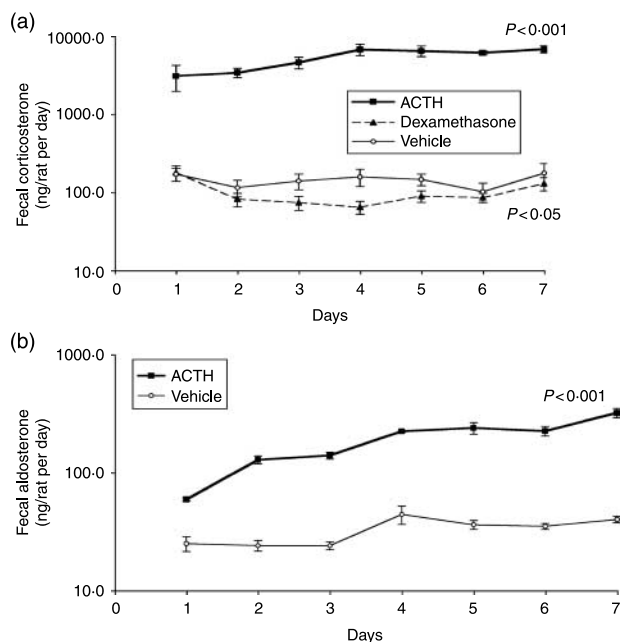 (a)
10000·0
P<0·001
1000·0
ACTH
Dexamethasone
Vehicle
100·0
P<0·05
10·0
Fecal corticosterone
(ng/rat per day)
0 1 2 3 4 5 6 7
Days
(b)
1000·0
ACTH
Vehicle
P<0·001
100·0
10·0
Fecal aldosterone
(ng/rat per day)
0 1 2 3 4 5 6 7
Days